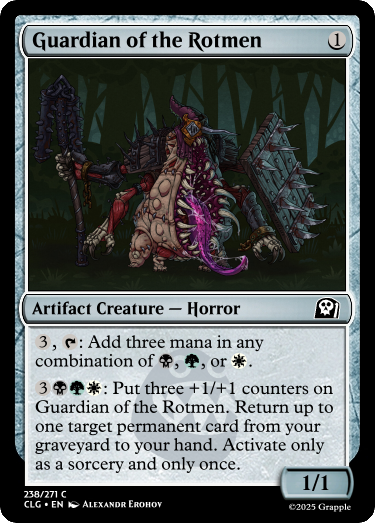 Guardian of the Rotmen 1
Artifact Creature — Horror
3 , : Add three mana in any
combination of , , or .
3 : Put three +1/+1 counters on
Guardian of the Rotmen. Return up to
one target permanent card from your
graveyard to your hand. Activate only
as a sorcery and only once.
1/1
238/271 C
CLG • EN Alexandr Erohov
©2025 Grapple